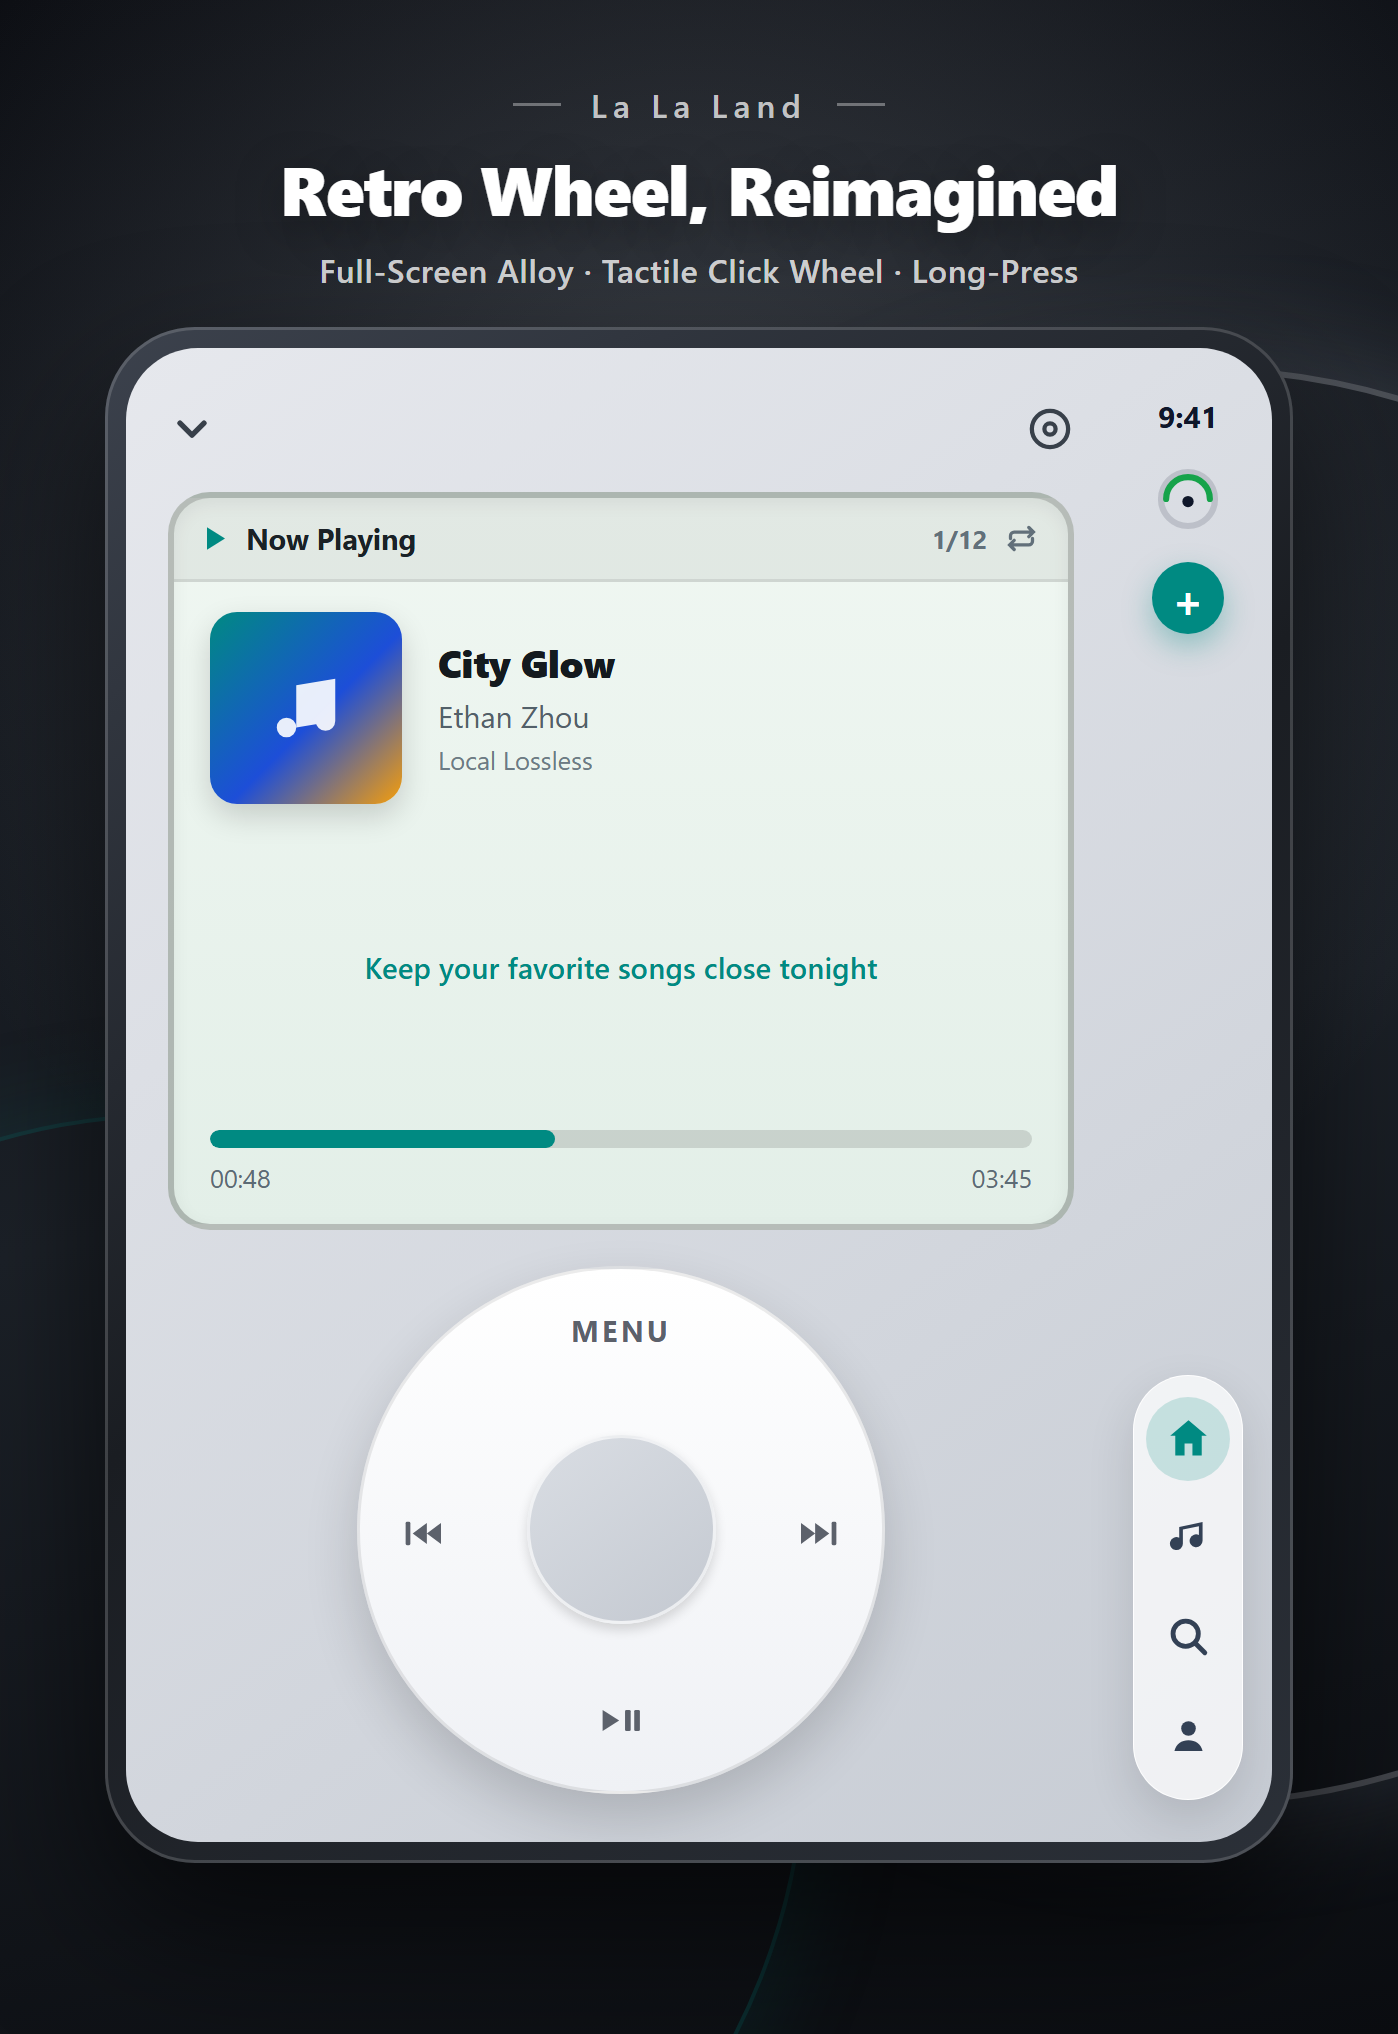 La La Land
Retro Wheel, Reimagined
Full-Screen Alloy · Tactile Click Wheel · Long-Press
9:41
Now Playing
1/12
+
City Glow
Ethan Zhou
Local Lossless
Keep your favorite songs close tonight
00:48
03:45
MENU